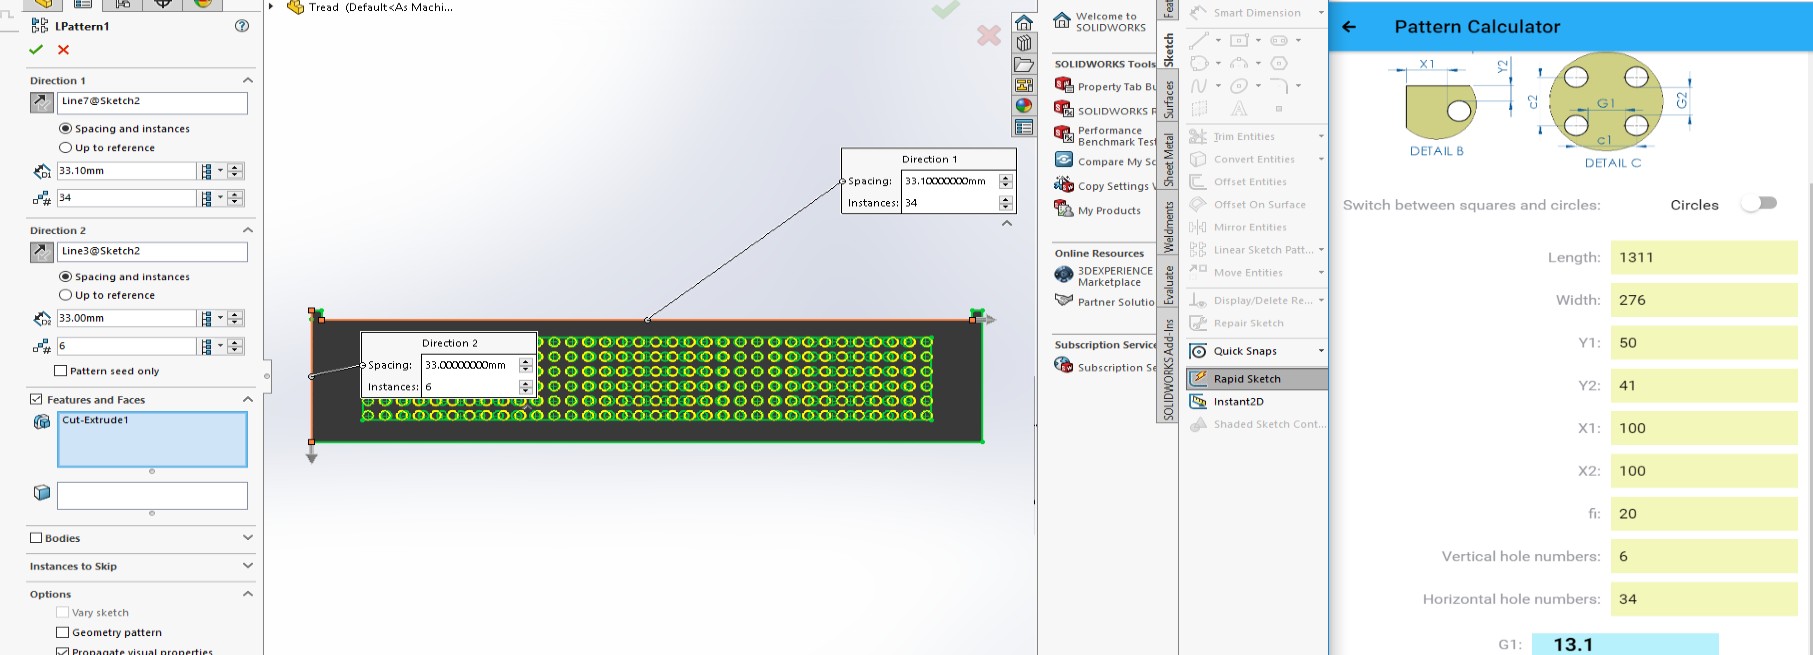 LPattern1
Direction 1
Line7@Sketch2
Spacing and instances
Up to reference
D1
33.10mm
34
Direction 2
Line3@Sketch2
Spacing and instances
Up to reference
D2
33.00mm
6
Pattern seed only
Features and Faces
Cut-Extrude1
Bodies
Instances to Skip
Options
Vary sketch
Geometry pattern
Propagate visual properties
Tread (Default<As Machi...
Direction 1
Spacing: 33.10000000mm
Instances: 34
Direction 2
Spacing: 33.00000000mm
Instances: 6
Welcome to
SOLIDWORKS
SOLIDWORKS Tools
Property Tab Bu
SOLIDWORKS R
Performance
Benchmark Test
Compare My Sc
Copy Settings
My Products
Online Resources
3DEXPERIENCE
Marketplace
Partner Solutio
Subscription Service
Subscription Se
Feat
Sketch
Surfaces
Sheet Metal
Weldments
Evaluate
SOLIDWORKS Add-Ins
Smart Dimension
Trim Entities
Convert Entities
Offset Entities
Offset On Surface
Mirror Entities
Linear Sketch Patt...
Move Entities
Display/Delete Re...
Repair Sketch
Quick Snaps
Rapid Sketch
Instant2D
Shaded Sketch Cont...
Pattern Calculator
X1
Y2
DETAIL B
c2
G1
G2
c1
DETAIL C
Switch between squares and circles: Circles
Length: 1311
Width: 276
Y1: 50
Y2: 41
X1: 100
X2: 100
fi: 20
Vertical hole numbers: 6
Horizontal hole numbers: 34
G1: 13.1